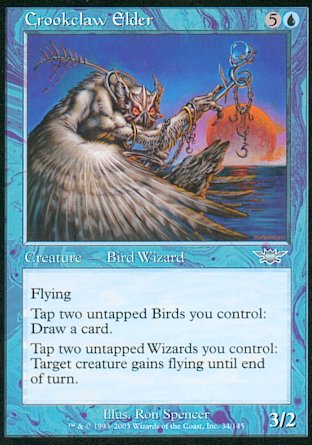 Crookclaw Elder 5
Creature — Bird Wizard
Flying
Tap two untapped Birds you control:
Draw a card.
Tap two untapped Wizards you control:
Target creature gains flying until end
of turn.
Illus. Ron Spencer
™ & © 1993-2003 Wizards of the Coast, Inc. 34/145
3/2